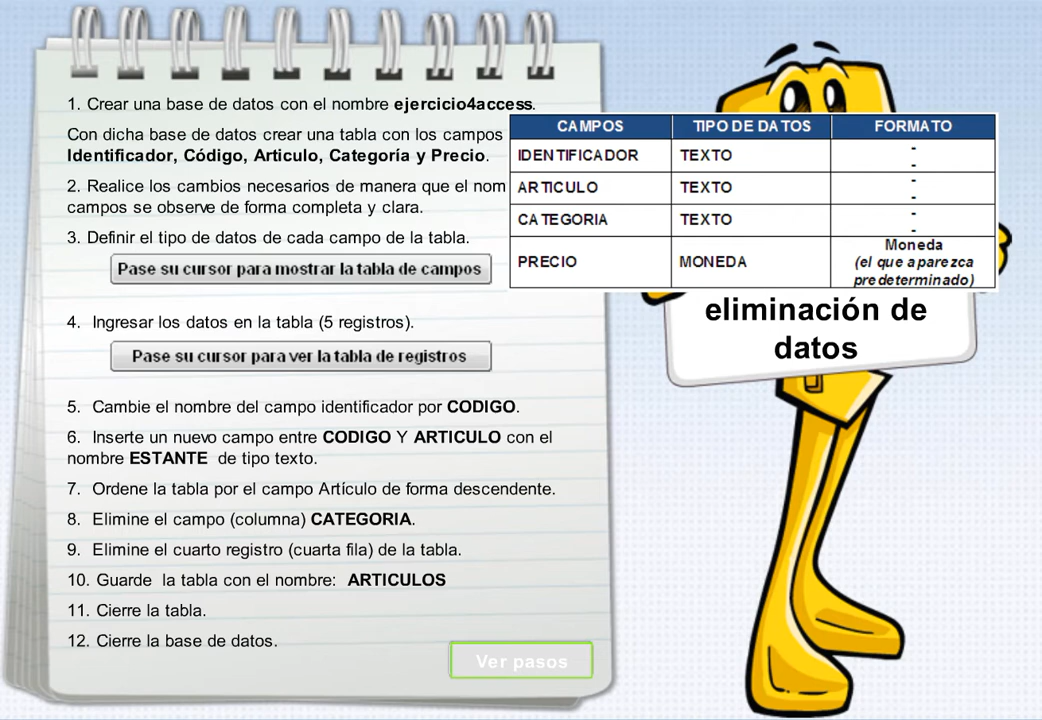 1. Crear una base de datos con el nombre ejercicio4access.
Con dicha base de datos crear una tabla con los campos
Identificador, Código, Articulo, Categoría y Precio.
2. Realice los cambios necesarios de manera que el nom
campos se observe de forma completa y clara.
3. Definir el tipo de datos de cada campo de la tabla.
Pase su cursor para mostrar la tabla de campos
4. Ingresar los datos en la tabla (5 registros).
Pase su cursor para ver la tabla de registros
5. Cambie el nombre del campo identificador por CODIGO.
6. Inserte un nuevo campo entre CODIGO Y ARTICULO con el
nombre ESTANTE de tipo texto.
7. Ordene la tabla por el campo Artículo de forma descendente.
8. Elimine el campo (columna) CATEGORIA.
9. Elimine el cuarto registro (cuarta fila) de la tabla.
10. Guarde la tabla con el nombre: ARTICULOS
11. Cierre la tabla.
12. Cierre la base de datos.
Ver pasos
CAMPOS TIPO DE DATOS FORMATO
IDENTIFICADOR TEXTO -
-
ARTICULO TEXTO -
-
CATEGORIA TEXTO -
-
PRECIO MONEDA Moneda
(el que aparezca
predeterminado)
eliminación de
datos